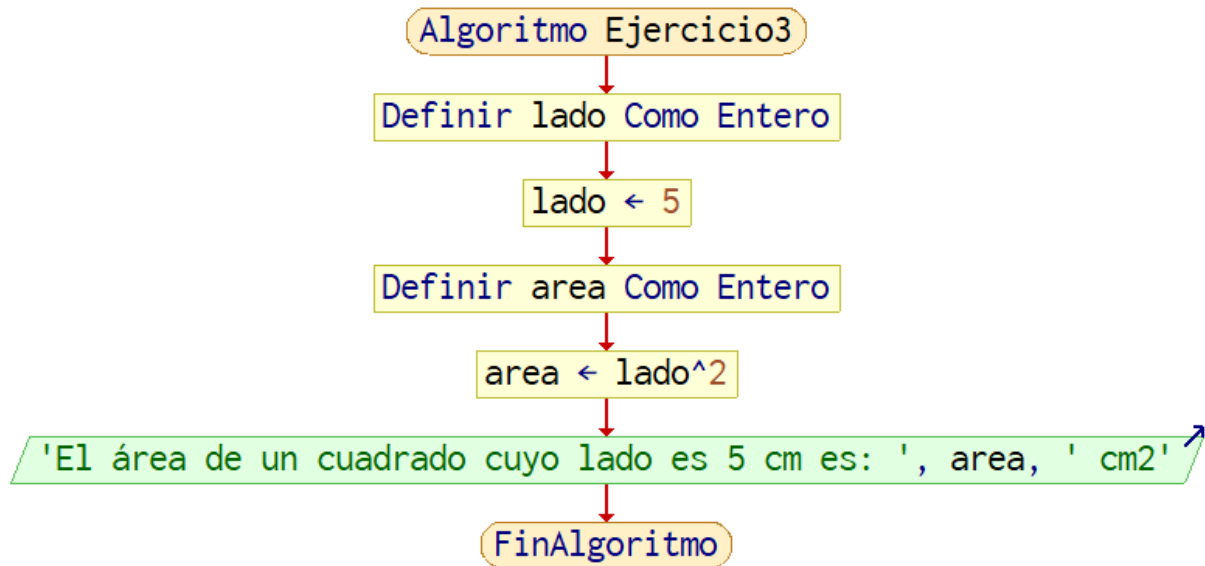 Algoritmo Ejercicio3
Definir lado Como Entero
lado ← 5
Definir area Como Entero
area ← lado^2
'El área de un cuadrado cuyo lado es 5 cm es: ', area, ' cm2'
FinAlgoritmo